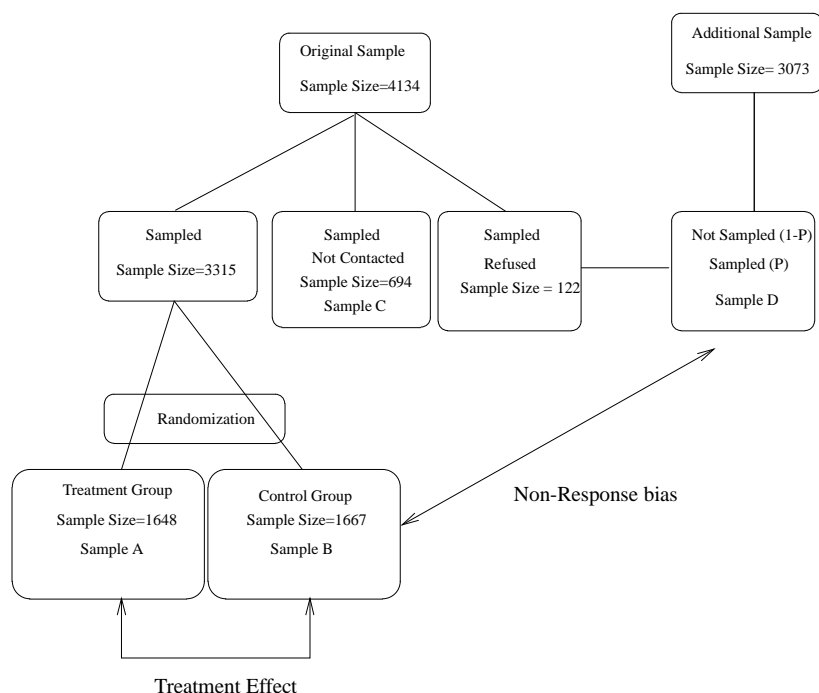 Original Sample
Sample Size=4134
Additional Sample
Sample Size= 3073
Sampled
Sample Size=3315
Sampled
Not Contacted
Sample Size=694
Sample C
Sampled
Refused
Sample Size = 122
Not Sampled (1-P)
Sampled (P)
Sample D
Randomization
Treatment Group
Sample Size=1648
Sample A
Control Group
Sample Size=1667
Sample B
Non-Response bias
Treatment Effect